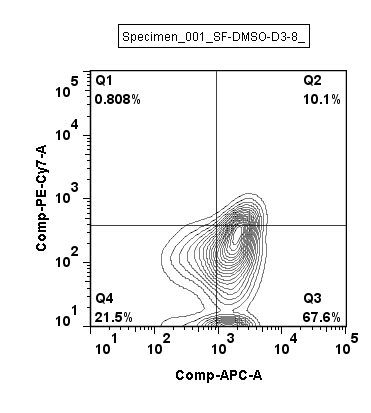 Specimen_001_SF-DMSO-D3-8_
Q1
0.808%
Q2
10.1%
10^5
10^4
10^3
10^2
10^1
Comp-PE-Cy7-A
Q4
21.5%
Q3
67.6%
10^1 10^2 10^3 10^4 10^5
Comp-APC-A